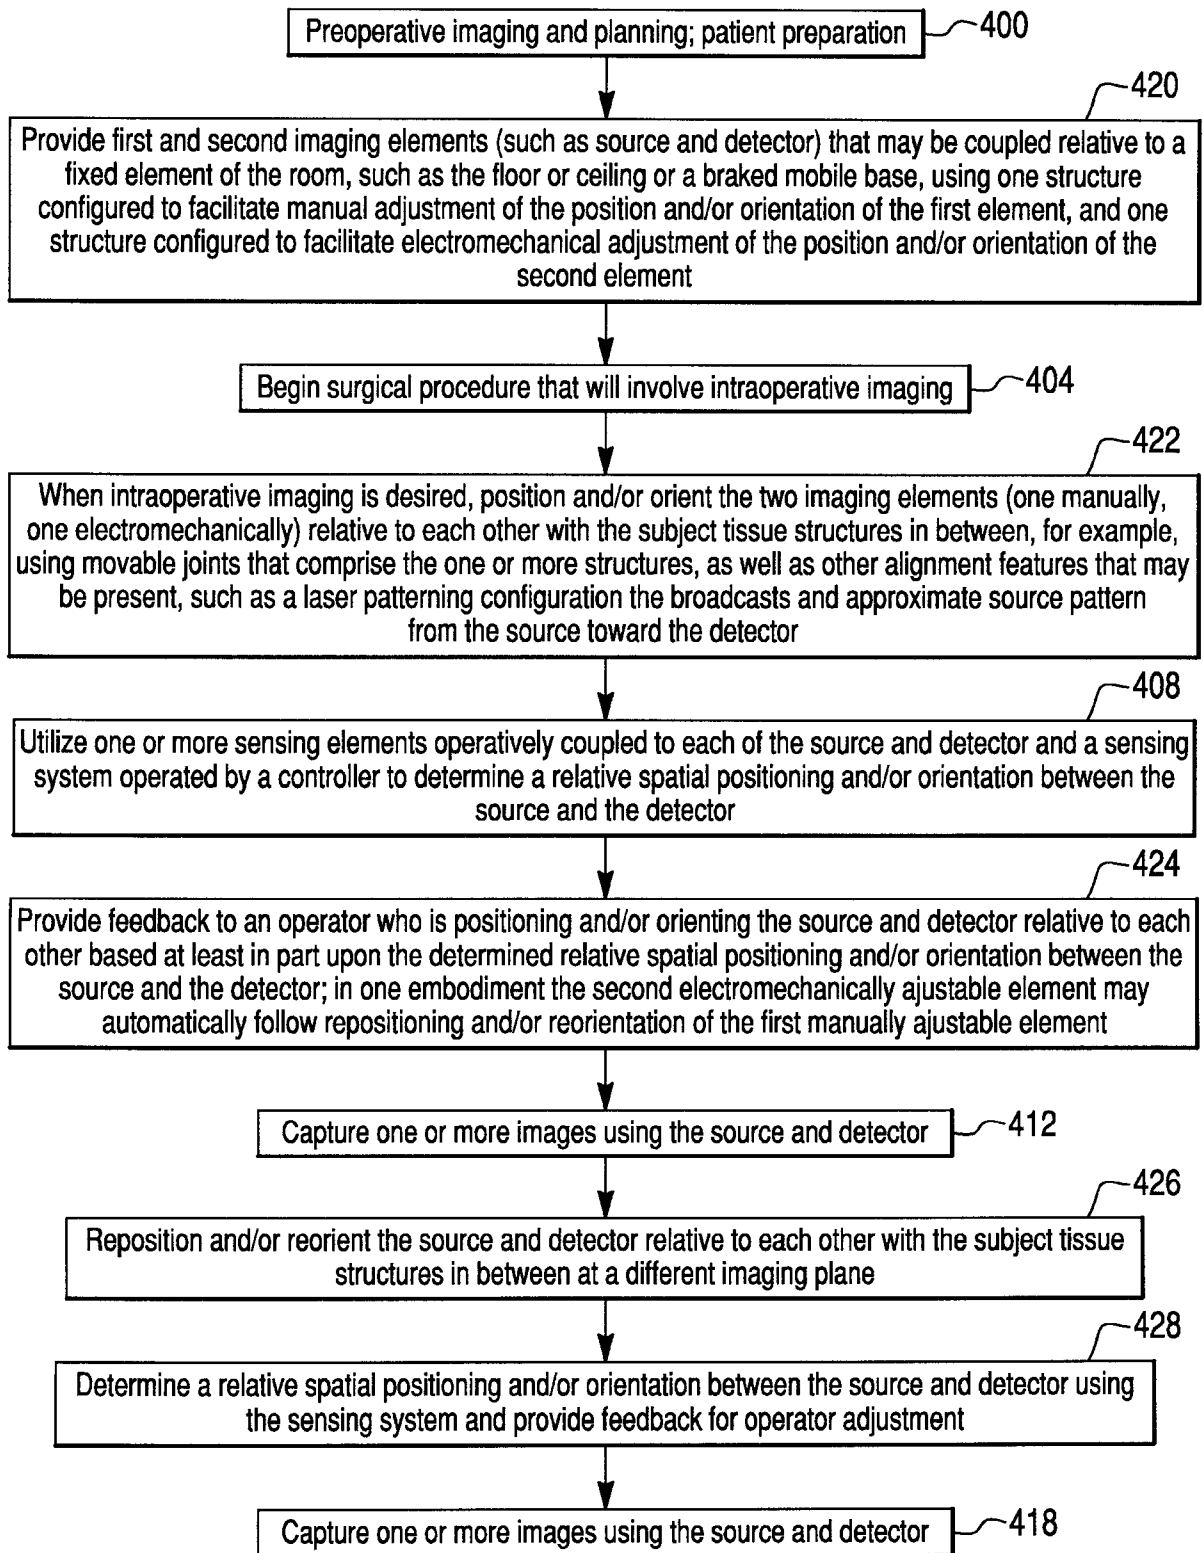 Preoperative imaging and planning; patient preparation
400
420
Provide first and second imaging elements (such as source and detector) that may be coupled relative to a
fixed element of the room, such as the floor or ceiling or a braked mobile base, using one structure
configured to facilitate manual adjustment of the position and/or orientation of the first element, and one
structure configured to facilitate electromechanical adjustment of the position and/or orientation of the
second element
Begin surgical procedure that will involve intraoperative imaging
404
422
When intraoperative imaging is desired, position and/or orient the two imaging elements (one manually,
one electromechanically) relative to each other with the subject tissue structures in between, for example,
using movable joints that comprise the one or more structures, as well as other alignment features that may
be present, such as a laser patterning configuration the broadcasts and approximate source pattern
from the source toward the detector
408
Utilize one or more sensing elements operatively coupled to each of the source and detector and a sensing
system operated by a controller to determine a relative spatial positioning and/or orientation between the
source and the detector
424
Provide feedback to an operator who is positioning and/or orienting the source and detector relative to each
other based at least in part upon the determined relative spatial positioning and/or orientation between the
source and the detector; in one embodiment the second electromechanically ajustable element may
automatically follow repositioning and/or reorientation of the first manually ajustable element
Capture one or more images using the source and detector
412
426
Reposition and/or reorient the source and detector relative to each other with the subject tissue
structures in between at a different imaging plane
428
Determine a relative spatial positioning and/or orientation between the source and detector using
the sensing system and provide feedback for operator adjustment
Capture one or more images using the source and detector
418